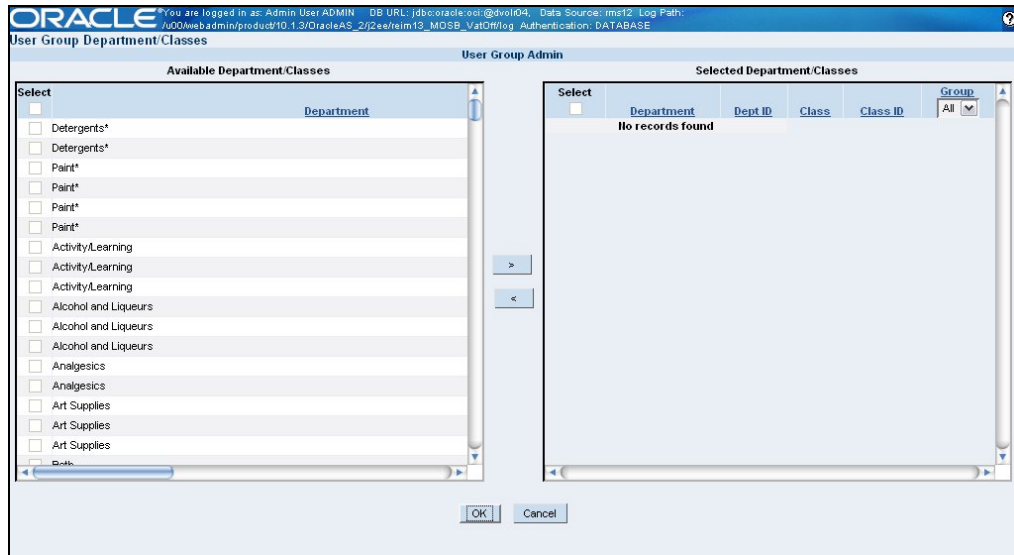 ORACLE® You are logged in as: Admin User ADMIN DB URL: jdbc:oracle:oci:@dvolr04, Data Source: rms12 Log Path:
/u00/webadmin/product/10.1.3/OracleAS_2/j2ee/reim13_MOSB_VatOff/log Authentication: DATABASE
?
User Group Department/Classes
User Group Admin
Available Department/Classes
Select
Department
Detergents*
Detergents*
Paint*
Paint*
Paint*
Paint*
Activity/Learning
Activity/Learning
Activity/Learning
Alcohol and Liqueurs
Alcohol and Liqueurs
Alcohol and Liqueurs
Analgesics
Analgesics
Art Supplies
Art Supplies
Art Supplies
>
<
Selected Department/Classes
Select
Department Dept ID Class Class ID Group
All
No records found
OK Cancel